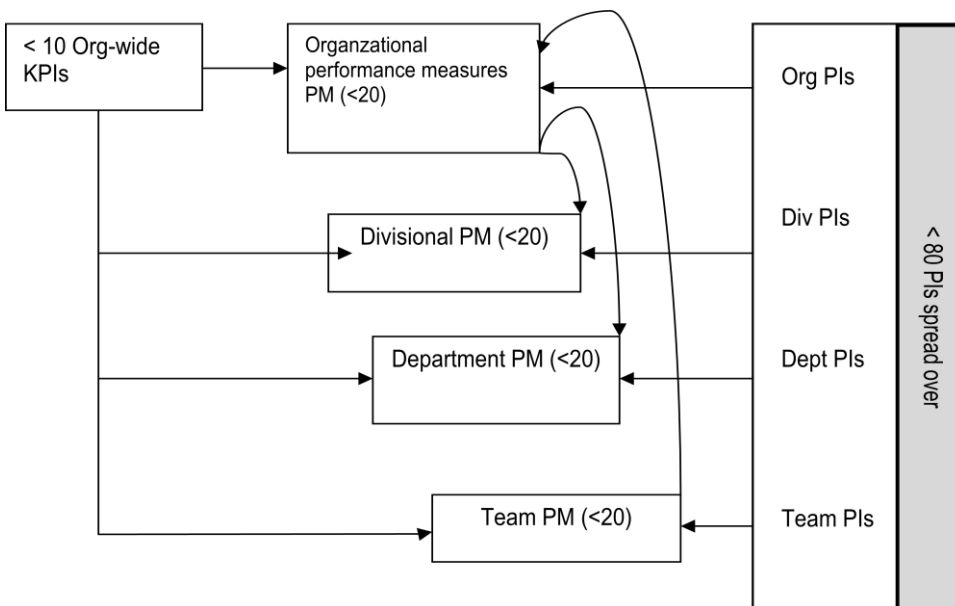 < 10 Org-wide
KPIs
Organzational
performance measures
PM (<20)
Org PIs
Divisional PM (<20)
Div PIs
Department PM (<20)
Dept PIs
Team PM (<20)
Team PIs
< 80 PIs spread over